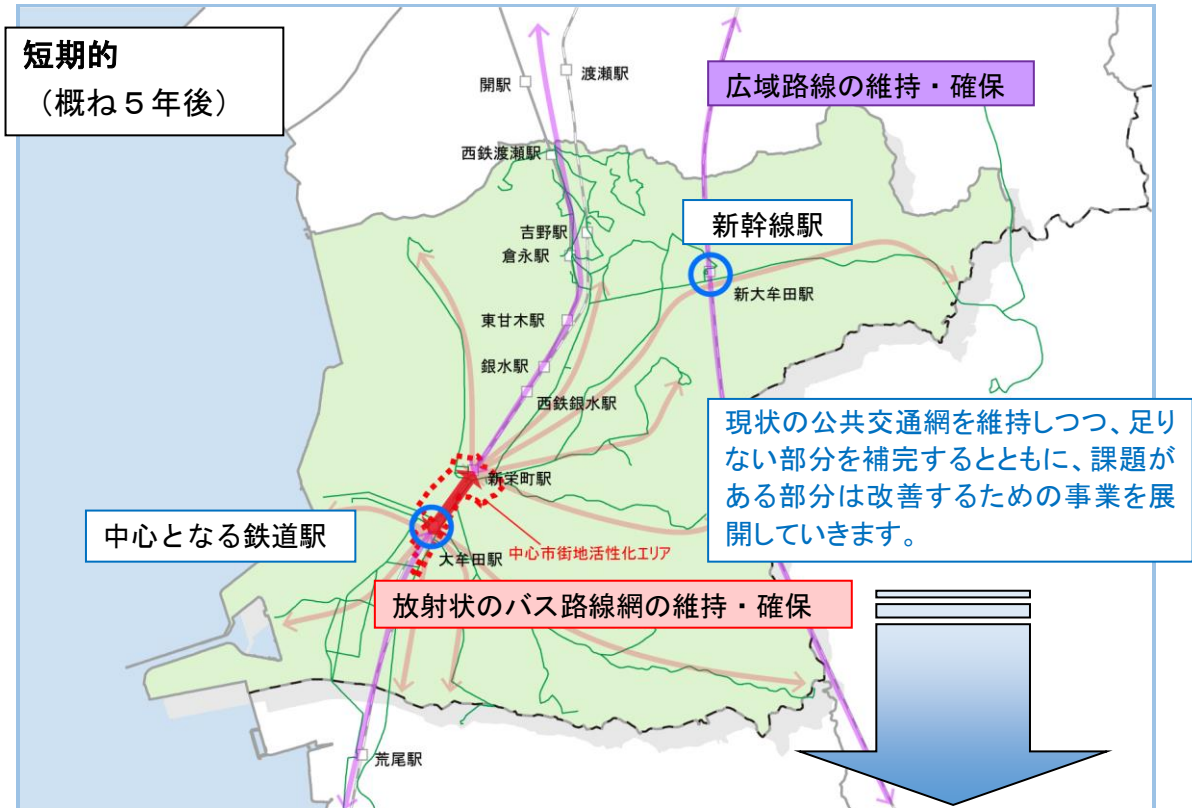 短期的
（概ね５年後）
開駅
渡瀬駅
広域路線の維持・確保
西鉄渡瀬駅
吉野駅
倉永駅
新幹線駅
新大牟田駅
東甘木駅
銀水駅
西鉄銀水駅
現状の公共交通網を維持しつつ、足り
ない部分を補完するとともに、課題が
ある部分は改善するための事業を展
開していきます。
新栄町駅
中心となる鉄道駅
大牟田駅
中心市街地活性化エリア
放射状のバス路線網の維持・確保
荒尾駅